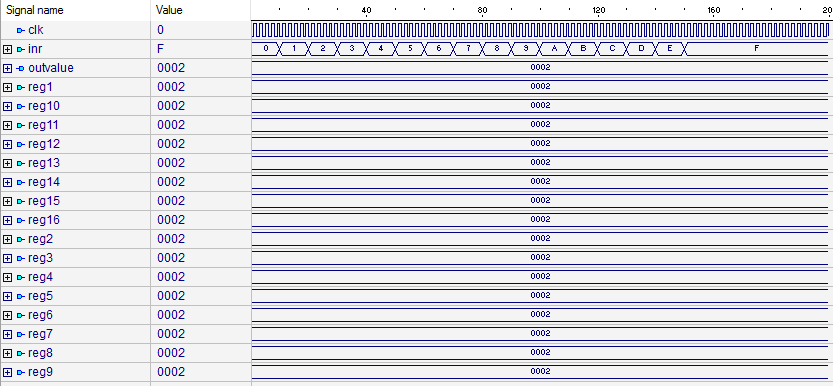 Signal name Value 40 80 120 160 20
clk 0
inr F 0 1 2 3 4 5 6 7 8 9 A B C D E F
outvalue 0002 0002
reg1 0002 0002
reg10 0002 0002
reg11 0002 0002
reg12 0002 0002
reg13 0002 0002
reg14 0002 0002
reg15 0002 0002
reg16 0002 0002
reg2 0002 0002
reg3 0002 0002
reg4 0002 0002
reg5 0002 0002
reg6 0002 0002
reg7 0002 0002
reg8 0002 0002
reg9 0002 0002